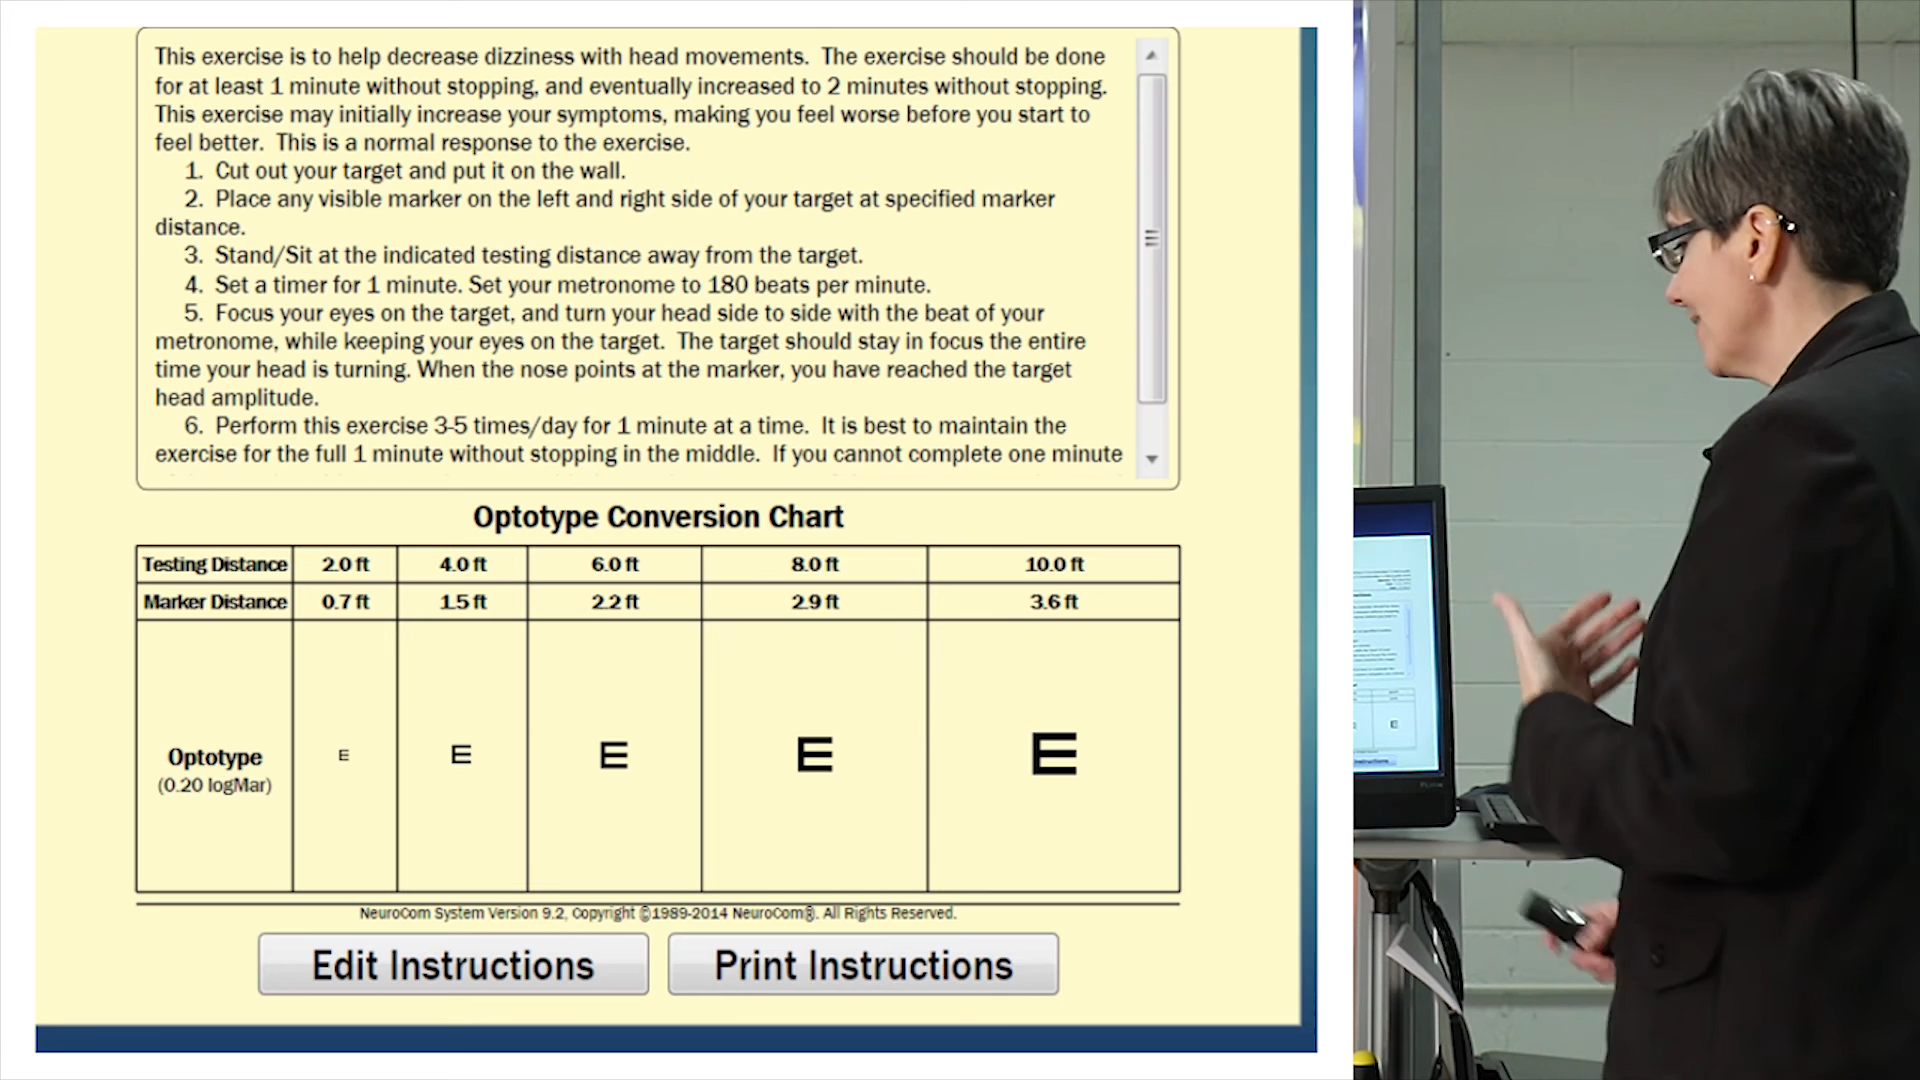 This exercise is to help decrease dizziness with head movements. The exercise should be done
for at least 1 minute without stopping, and eventually increased to 2 minutes without stopping.
This exercise may initially increase your symptoms, making you feel worse before you start to
feel better. This is a normal response to the exercise.
1. Cut out your target and put it on the wall.
2. Place any visible marker on the left and right side of your target at specified marker
distance.
3. Stand/Sit at the indicated testing distance away from the target.
4. Set a timer for 1 minute. Set your metronome to 180 beats per minute.
5. Focus your eyes on the target, and turn your head side to side with the beat of your
metronome, while keeping your eyes on the target. The target should stay in focus the entire
time your head is turning. When the nose points at the marker, you have reached the target
head amplitude.
6. Perform this exercise 3-5 times/day for 1 minute at a time. It is best to maintain the
exercise for the full 1 minute without stopping in the middle. If you cannot complete one minute
Optotype Conversion Chart
Testing Distance 2.0 ft 4.0 ft 6.0 ft 8.0 ft 10.0 ft
Marker Distance 0.7 ft 1.5 ft 2.2 ft 2.9 ft 3.6 ft
Optotype E E E E E
(0.20 logMar)
NeuroCom System Version 9.2, Copyright ©1989-2014 NeuroCom®. All Rights Reserved.
Edit Instructions Print Instructions